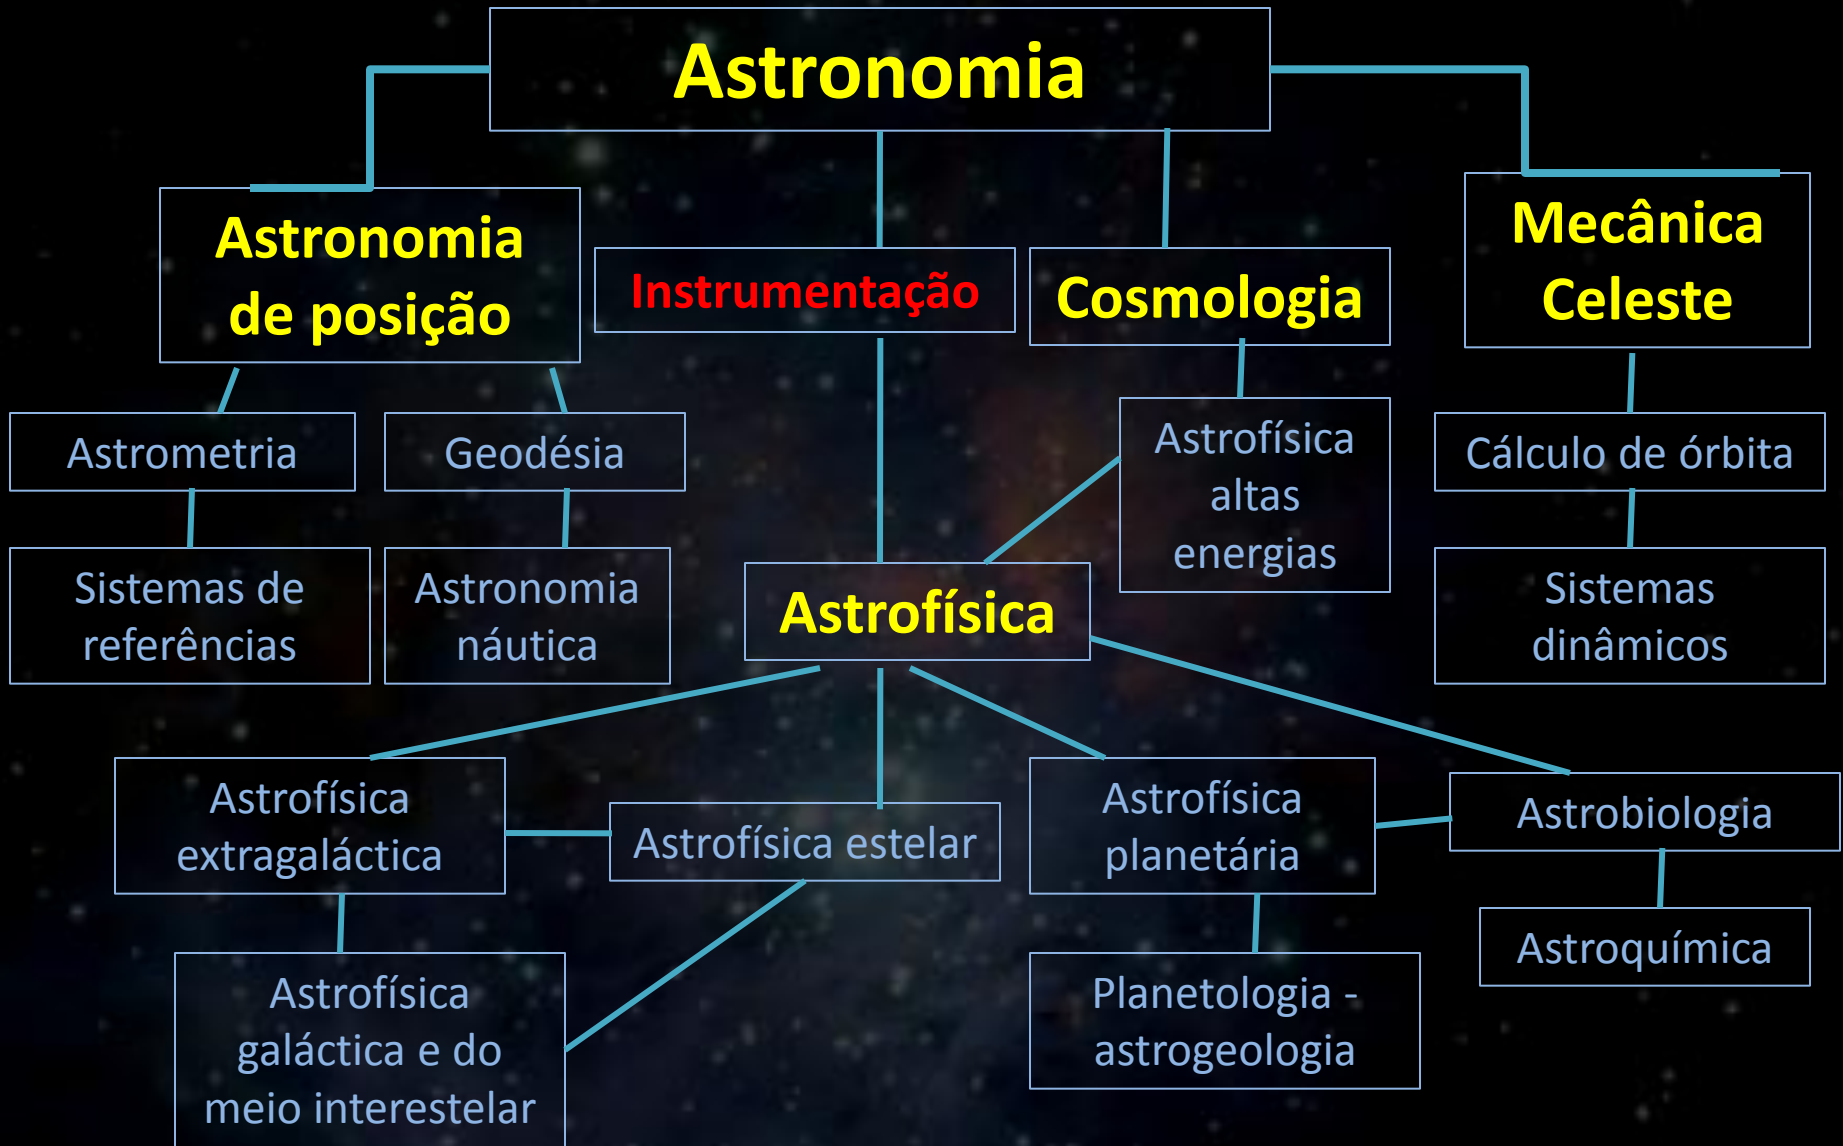 Astronomia
Astronomia
de posição
Instrumentação
Cosmologia
Mecânica
Celeste
Astrometria
Geodésia
Astrofísica
altas
energias
Cálculo de órbita
Sistemas de
referências
Astronomia
náutica
Astrofísica
Sistemas
dinâmicos
Astrofísica
extragaláctica
Astrofísica estelar
Astrofísica
planetária
Astrobiologia
Astrofísica
galáctica e do
meio interestelar
Planetologia -
astrogeologia
Astroquímica